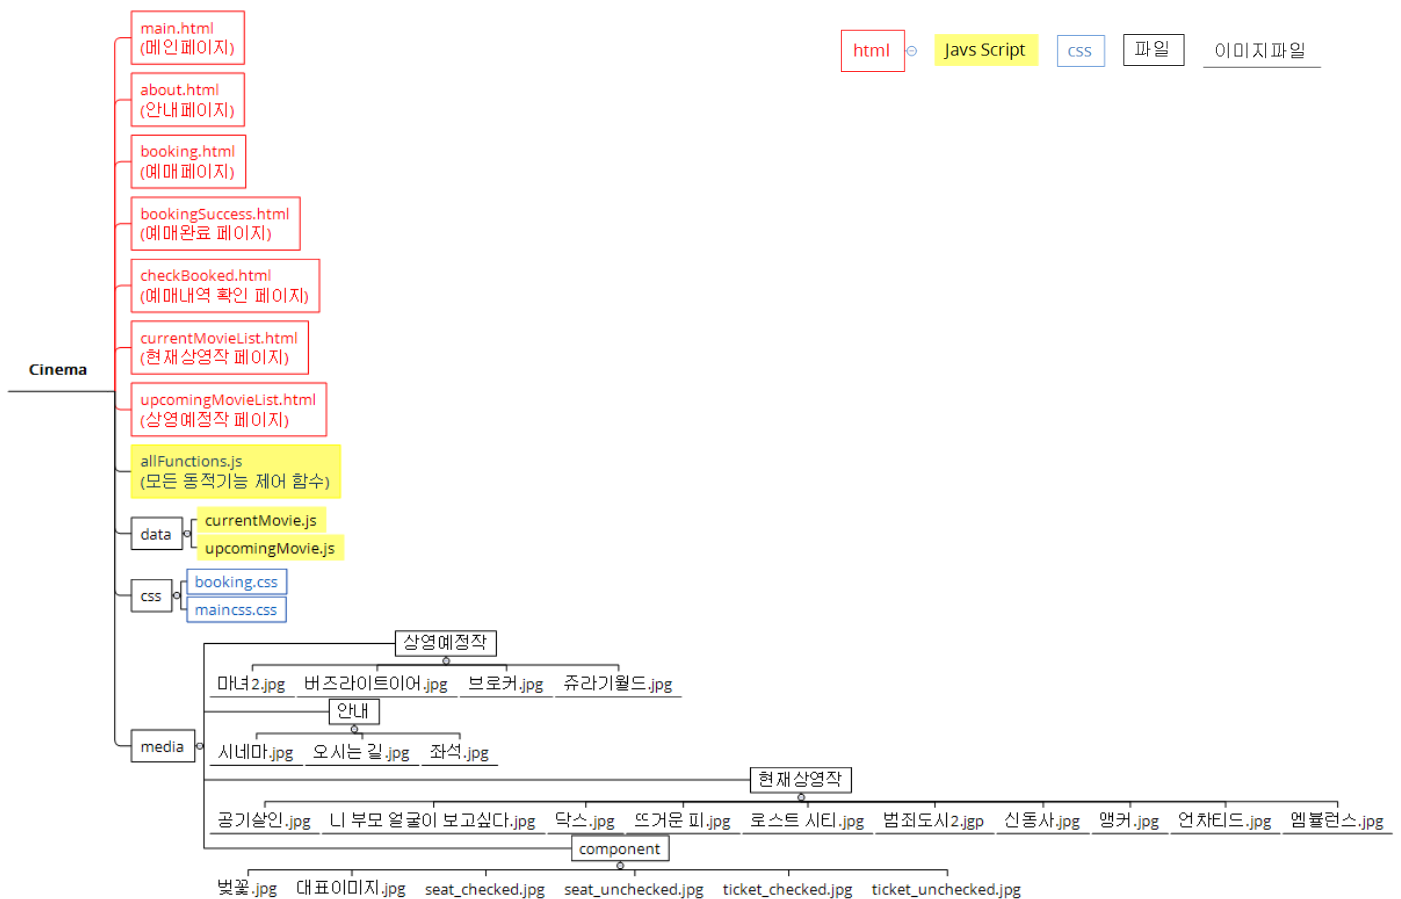 main.html
(메인페이지)
html
Javs Script
css
파일
이미지파일
about.html
(안내페이지)
booking.html
(예매페이지)
bookingSuccess.html
(예매완료 페이지)
checkBooked.html
(예매내역 확인 페이지)
currentMovieList.html
(현재상영작 페이지)
Cinema
upcomingMovieList.html
(상영예정작 페이지)
allFunctions.js
(모든 동적기능 제어 함수)
data
currentMovie.js
upcomingMovie.js
css
booking.css
maincss.css
media
상영예정작
마녀2.jpg 버즈라이트이어.jpg 브로커.jpg 쥬라기월드.jpg
안내
시네마.jpg 오시는 길.jpg 좌석.jpg
현재상영작
공기살인.jpg 니 부모 얼굴이 보고싶다.jpg 닥스.jpg 뜨거운 피.jpg 로스트 시티.jpg 범죄도시2.jgp 신동사.jpg 앵커.jpg 언차티드.jpg 엠뷸런스.jpg
component
벚꽃.jpg 대표이미지.jpg seat_checked.jpg seat_unchecked.jpg ticket_checked.jpg ticket_unchecked.jpg